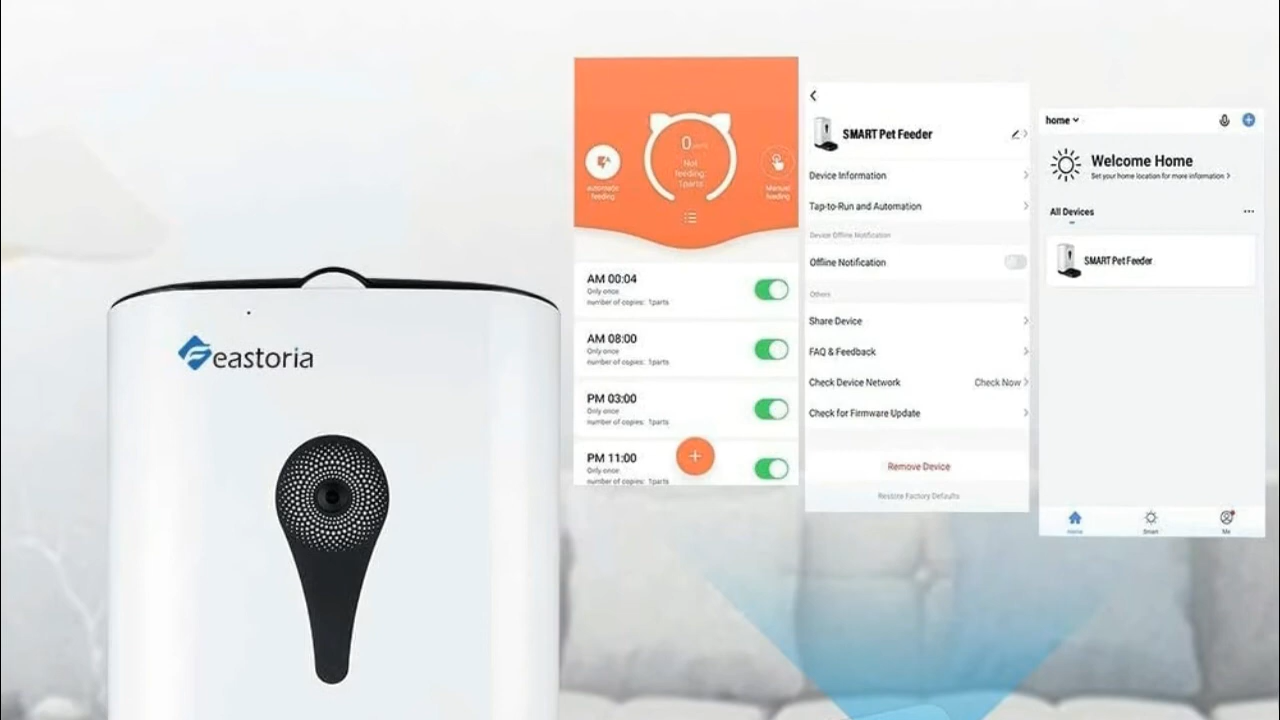 Feastoria
0 parts
Not
feeding:
1parts
automatic
feeding
Manual
feeding
AM 00:04
Only once
number of copies: 1parts
AM 08:00
Only once
number of copies: 1parts
PM 03:00
Only once
number of copies: 1parts
PM 11:00
Only once
number of copies: 1parts
SMART Pet Feeder
Device Information
Tap-to-Run and Automation
Device Offline Notification
Offline Notification
Others
Share Device
FAQ & Feedback
Check Device Network Check Now
Check for Firmware Update
Remove Device
Restore Factory Defaults
home
Welcome Home
Set your home location for more information
All Devices
SMART Pet Feeder
Home Smart Me